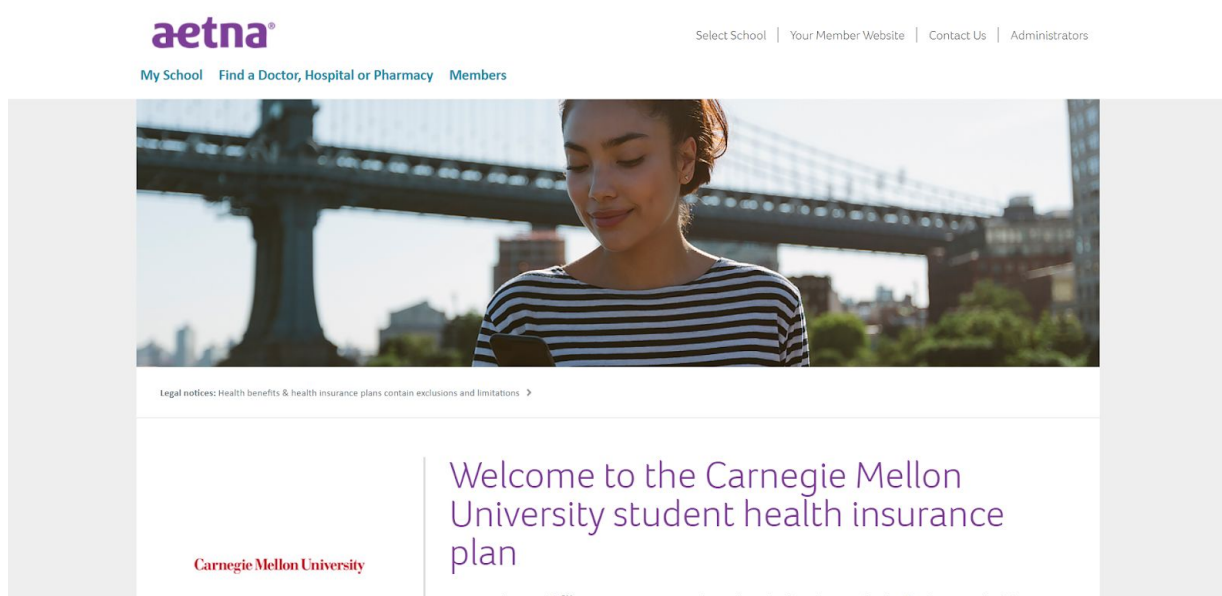 aetna®
Select School | Your Member Website | Contact Us | Administrators
My School Find a Doctor, Hospital or Pharmacy Members
Legal notices: Health benefits & health insurance plans contain exclusions and limitations >
Carnegie Mellon University
Welcome to the Carnegie Mellon
University student health insurance
plan